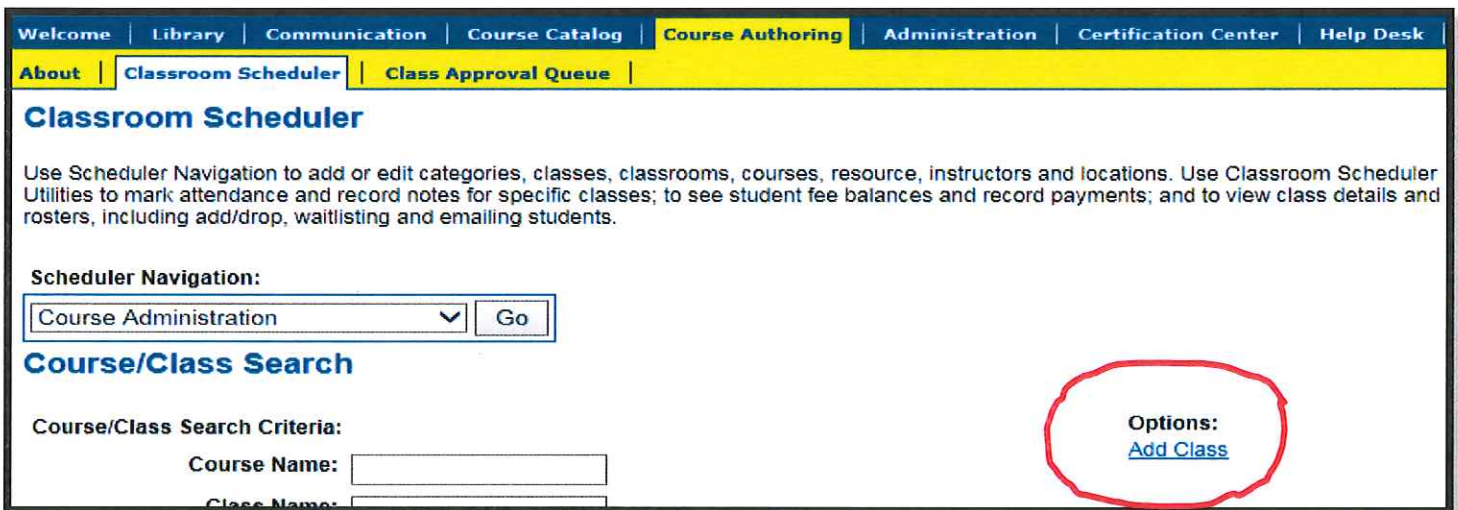 Welcome | Library | Communication | Course Catalog | Course Authoring | Administration | Certification Center | Help Desk |
About | Classroom Scheduler | Class Approval Queue |
Classroom Scheduler
Use Scheduler Navigation to add or edit categories, classes, classrooms, courses, resource, instructors and locations. Use Classroom Scheduler
Utilities to mark attendance and record notes for specific classes; to see student fee balances and record payments; and to view class details and
rosters, including add/drop, waitlisting and emailing students.
Scheduler Navigation:
Course Administration Go
Course/Class Search
Course/Class Search Criteria:
Options:
Add Class
Course Name:
Class Name: